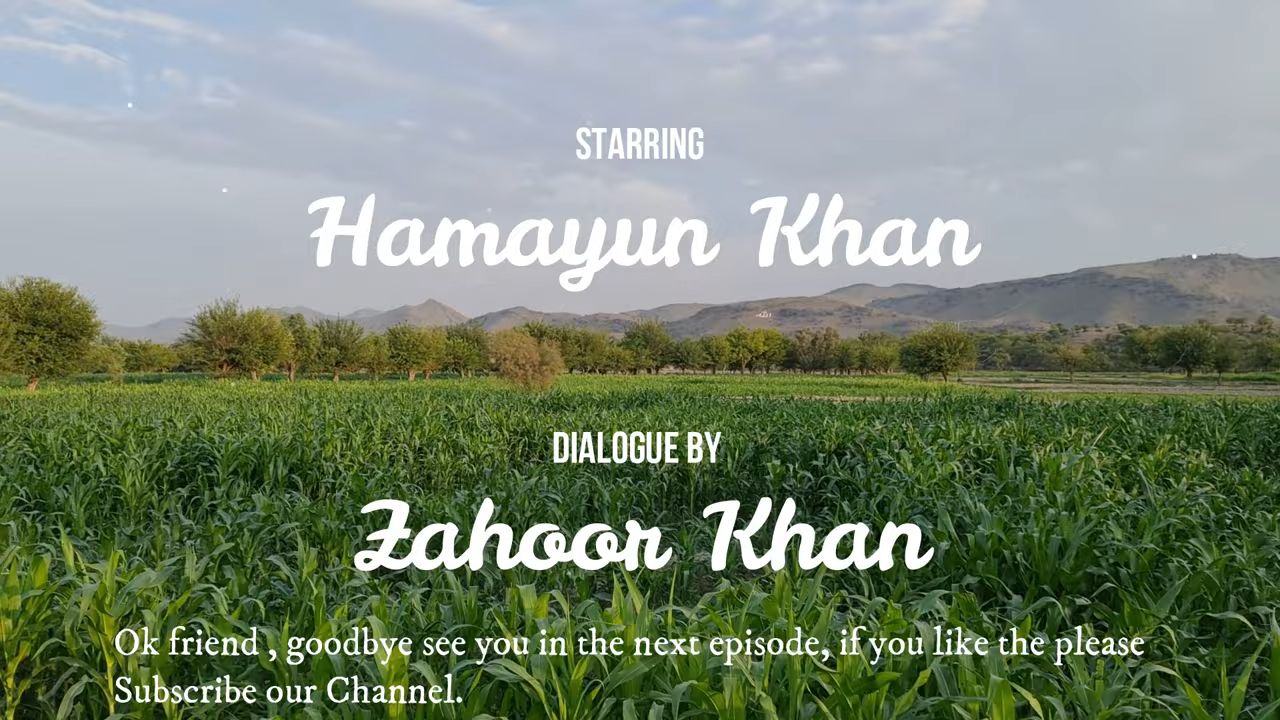 STARRING
Hamayun Khan
DIALOGUE BY
Zahoor Khan
Ok friend , goodbye see you in the next episode, if you like the please
Subscribe our Channel.